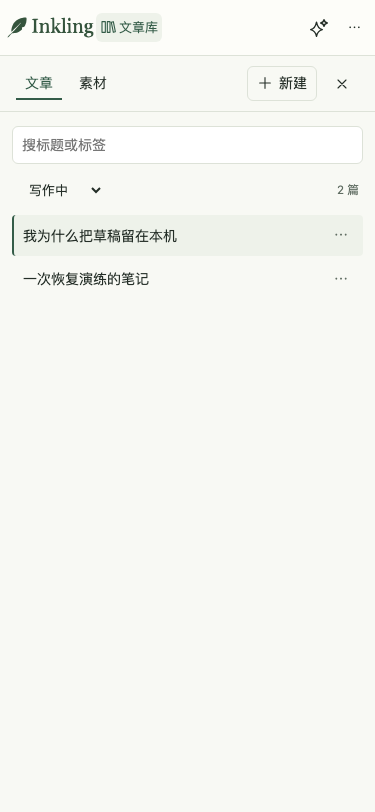 Inkling 文章库
文章 素材 新建
搜标题或标签
写作中 2 篇
我为什么把草稿留在本机
一次恢复演练的笔记